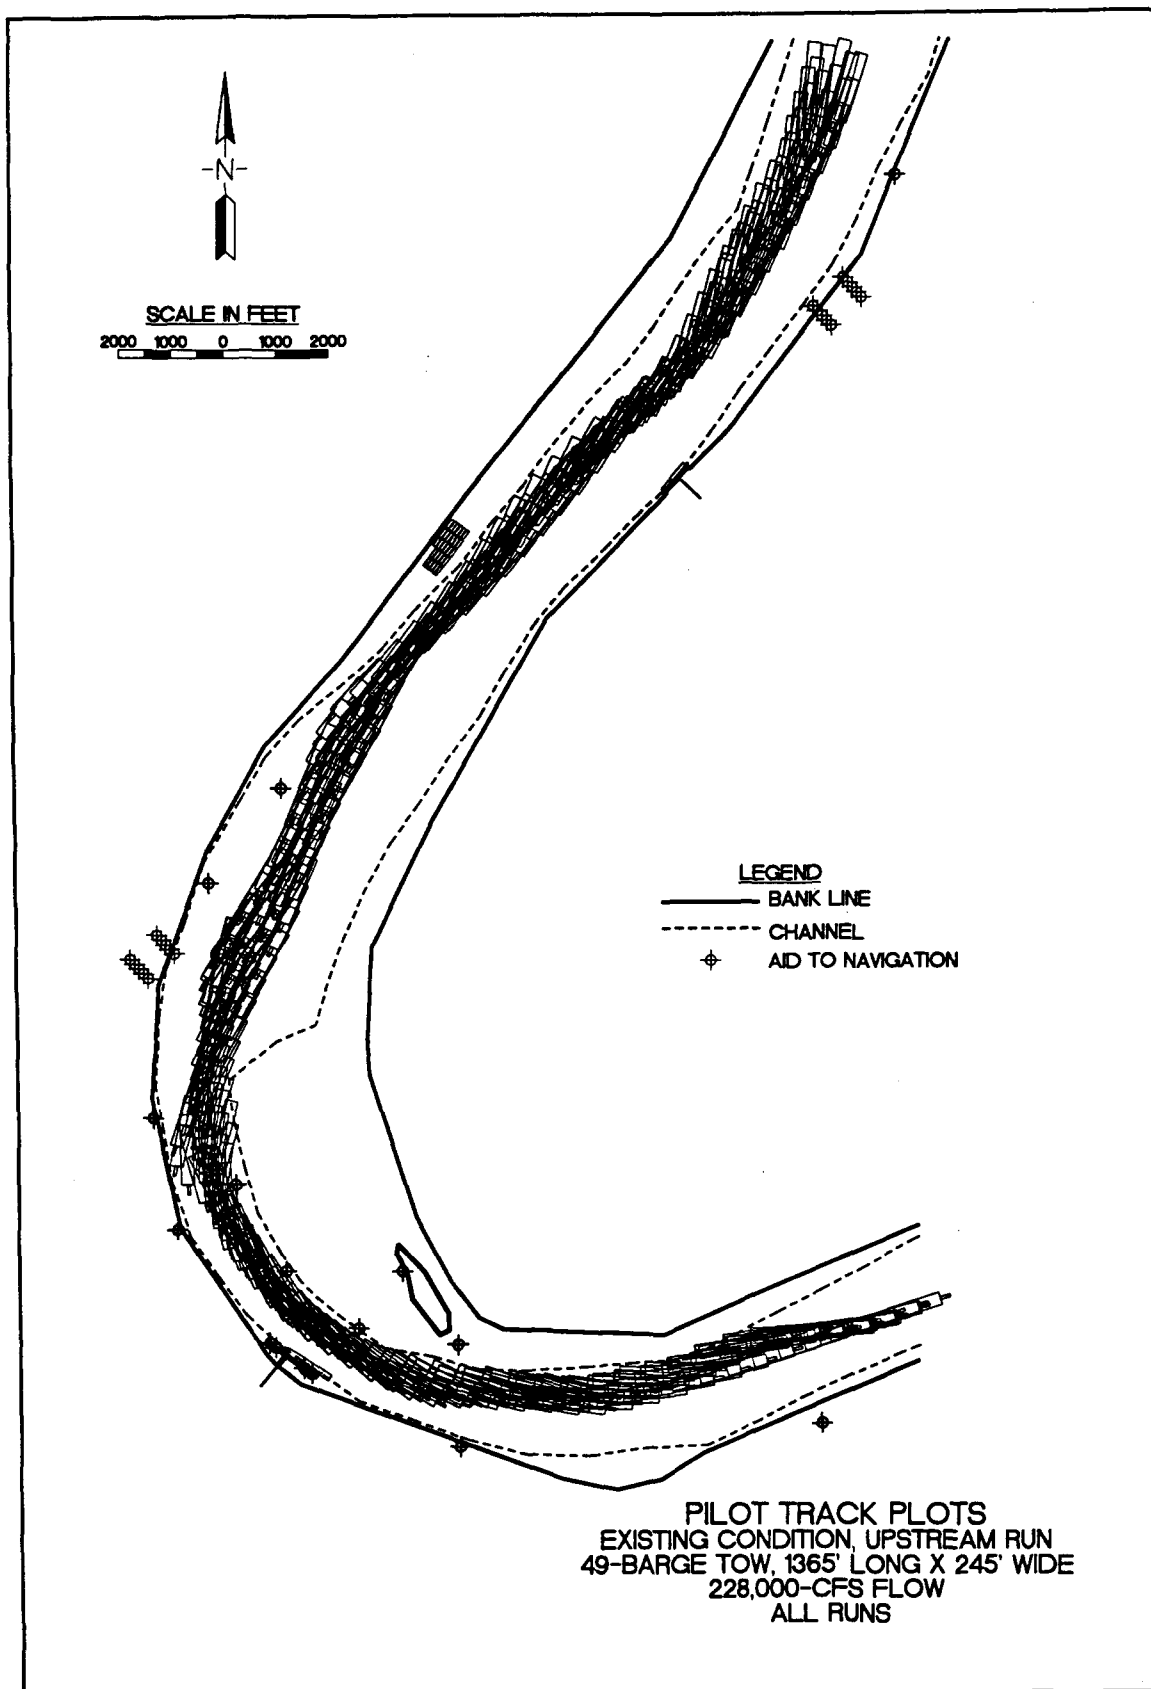 -N-
SCALE IN FEET
2000 1000 0 1000 2000
LEGEND
BANK LINE
CHANNEL
AID TO NAVIGATION
PILOT TRACK PLOTS
EXISTING CONDITION, UPSTREAM RUN
49-BARGE TOW, 1365' LONG X 245' WIDE
228,000-CFS FLOW
ALL RUNS